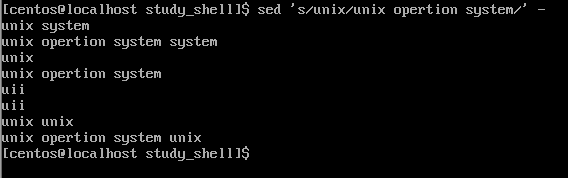 [centos@localhost study_shell]$ sed 's/unix/unix opertion system/' -
unix system
unix opertion system system
unix
unix opertion system
uii
uii
unix unix
unix opertion system unix
[centos@localhost study_shell]$